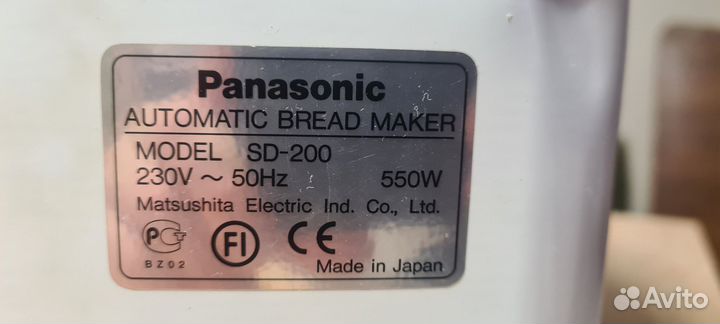 Panasonic
AUTOMATIC BREAD MAKER
MODEL SD-200
230V ~ 50Hz 550W
Matsushita Electric Ind. Co., Ltd.
BZ02 FI CE
Made in Japan
Avito